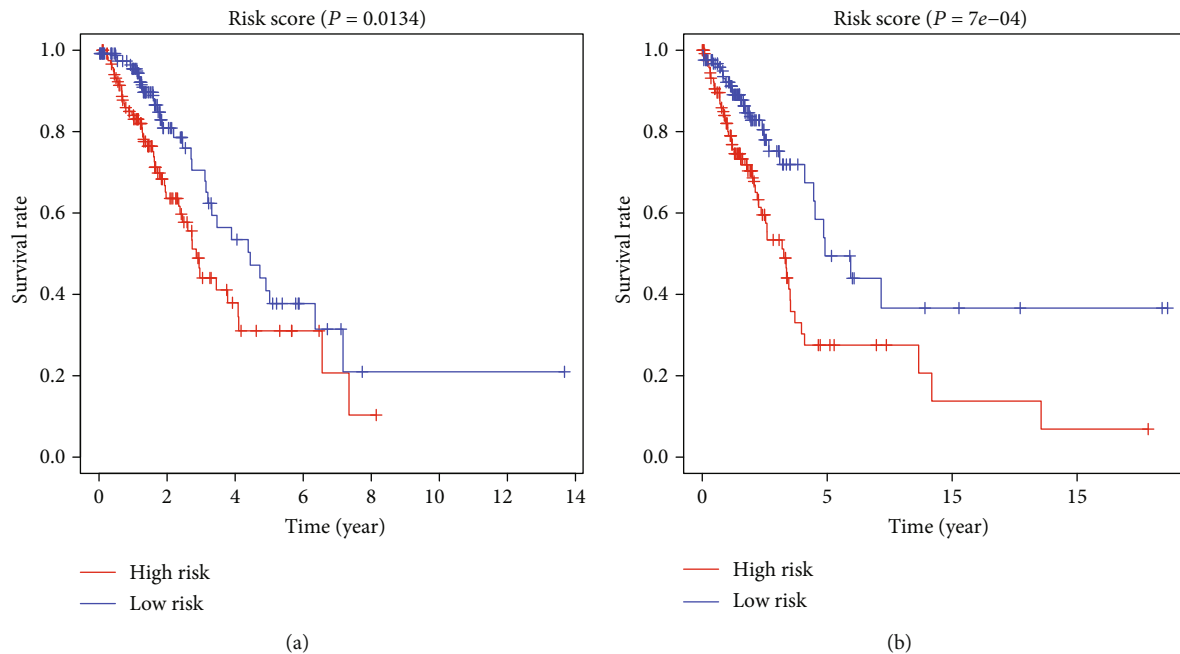 Risk score (P = 0.0134)
1.0
0.8
0.6
0.4
0.2
0.0
Survival rate
0 2 4 6 8 10 12 14
Time (year)
High risk
Low risk
(a)
Risk score (P = 7e−04)
1.0
0.8
0.6
0.4
0.2
0.0
Survival rate
0 5 15 15
Time (year)
High risk
Low risk
(b)